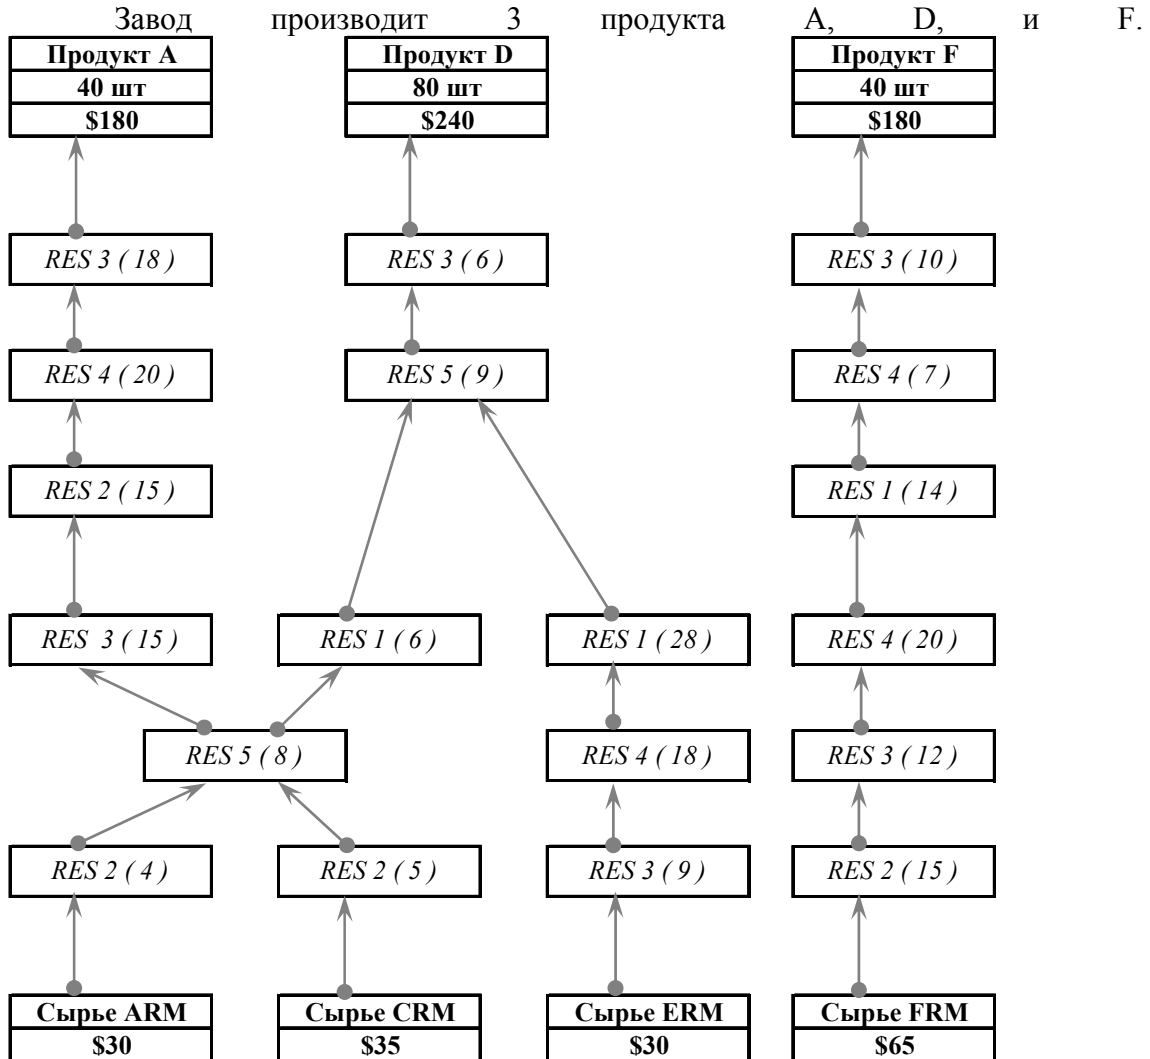 Завод производит 3 продукта A, D, и F.
Продукт A Продукт D Продукт F
40 шт 80 шт 40 шт
$180 $240 $180
RES 3 ( 18 ) RES 3 ( 6 ) RES 3 ( 10 )
RES 4 ( 20 ) RES 5 ( 9 ) RES 4 ( 7 )
RES 2 ( 15 ) RES 1 ( 14 )
RES 3 ( 15 ) RES 1 ( 6 ) RES 1 ( 28 ) RES 4 ( 20 )
RES 5 ( 8 ) RES 4 ( 18 ) RES 3 ( 12 )
RES 2 ( 4 ) RES 2 ( 5 ) RES 3 ( 9 ) RES 2 ( 15 )
Сырье ARM Сырье CRM Сырье ERM Сырье FRM
$30 $35 $30 $65